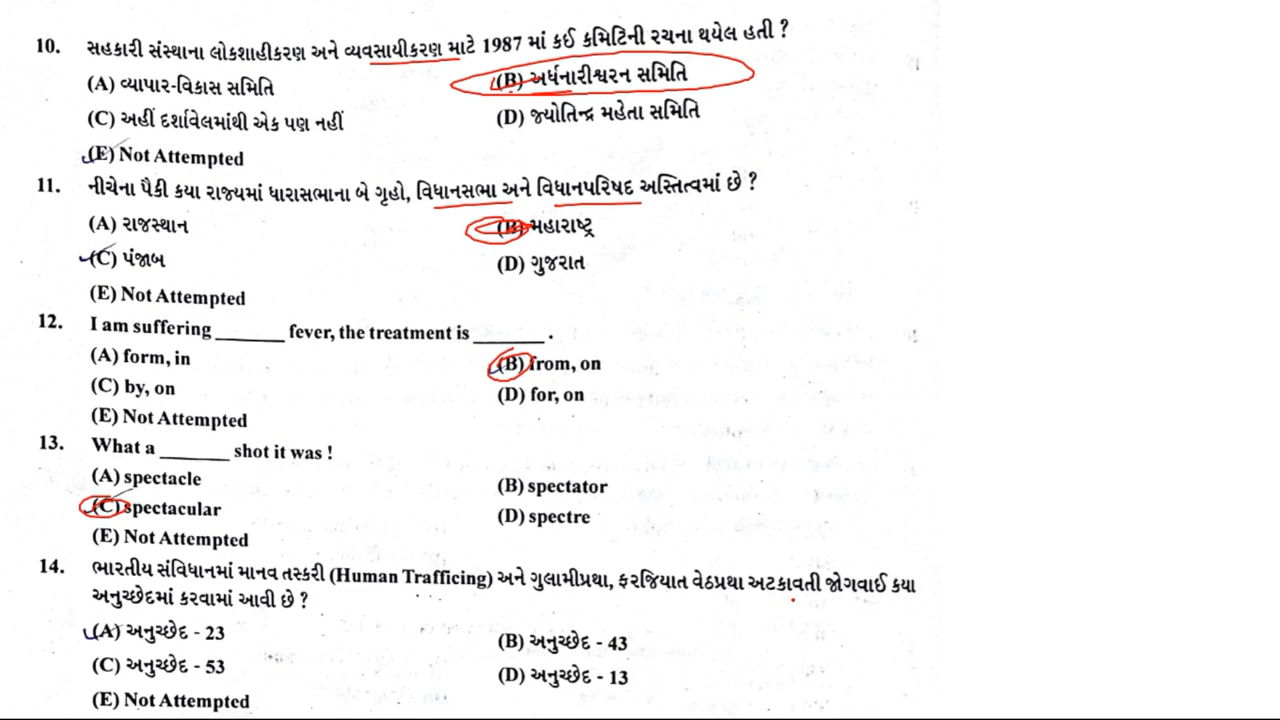 10. સહકારી સંસ્થાના લોકશાહીકરણ અને વ્યવસાયીકરણ માટે 1987 માં કઈ કમિટિની રચના થયેલ હતી ?
(A) વ્યાપાર-વિકાસ સમિતિ (B) અર્ધનારીશ્વરન સમિતિ
(C) અહીં દર્શાવેલમાંથી એક પણ નહીં (D) જ્યોતિન્દ્ર મહેતા સમિતિ
(E) Not Attempted
11. નીચેના પૈકી કયા રાજ્યમાં ધારાસભાના બે ગૃહો, વિધાનસભા અને વિધાનપરિષદ અસ્તિત્વમાં છે ?
(A) રાજસ્થાન (B) મહારાષ્ટ્ર
(C) પંજાબ (D) ગુજરાત
(E) Not Attempted
12. I am suffering ______ fever, the treatment is ______ .
(A) form, in (B) from, on
(C) by, on (D) for, on
(E) Not Attempted
13. What a ______ shot it was !
(A) spectacle (B) spectator
(C) spectacular (D) spectre
(E) Not Attempted
14. ભારતીય સંવિધાનમાં માનવ તસ્કરી (Human Trafficing) અને ગુલામીપ્રથા, ફરજિયાત વેઠપ્રથા અટકાવતી જોગવાઈ કયા
અનુચ્છેદમાં કરવામાં આવી છે ?
(A) અનુચ્છેદ - 23 (B) અનુચ્છેદ - 43
(C) અનુચ્છેદ - 53 (D) અનુચ્છેદ - 13
(E) Not Attempted